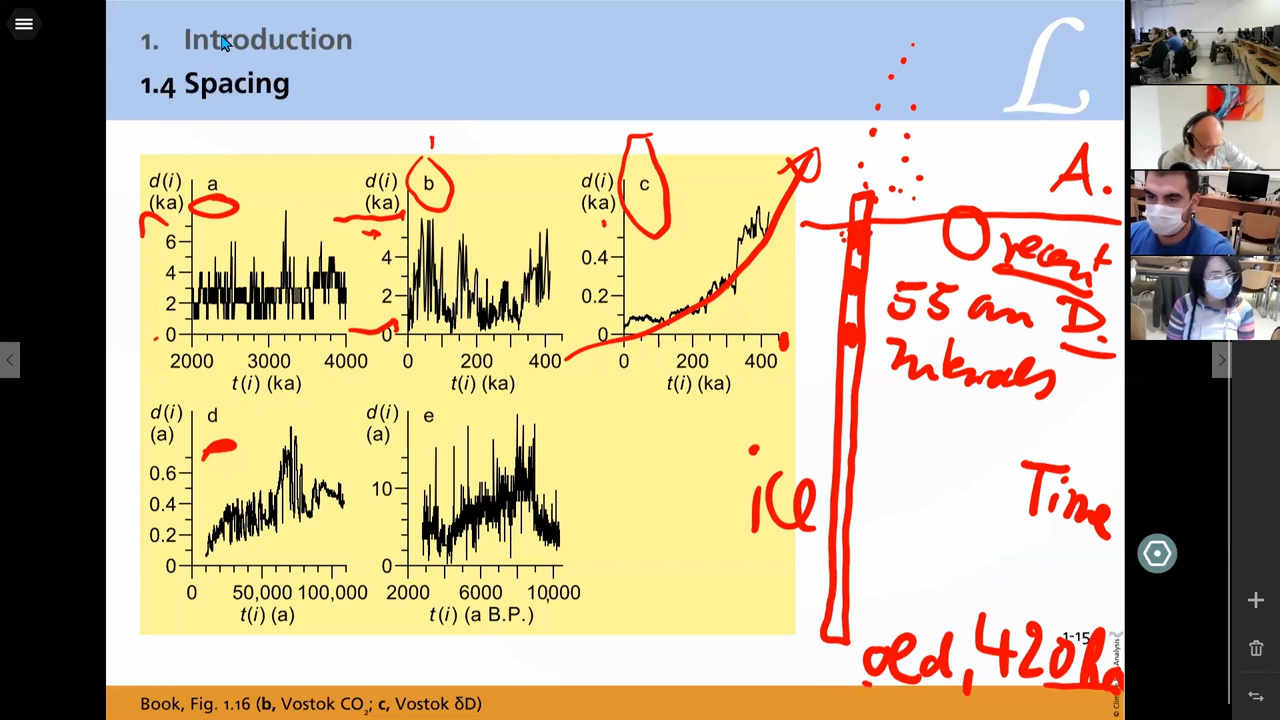 1. Introduction
1.4 Spacing
L
d(i)
(ka)
a
6
4
2
0
2000 3000 4000
t(i) (ka)
d(i)
(ka)
b
4
2
0
0 200 400
t(i) (ka)
d(i)
(ka)
c
0.4
0.2
0
0 200 400
t(i) (ka)
d(i)
(a)
d
0.6
0.4
0.2
0
0 50,000 100,000
t(i) (a)
d(i)
(a)
e
10
0
2000 6000 10,000
t(i) (a B.P.)
A.
recent
55 cm D.
intervals
ice
Time
old, 420 ka
1-15
Book, Fig. 1.16 (b, Vostok CO2; c, Vostok δD)